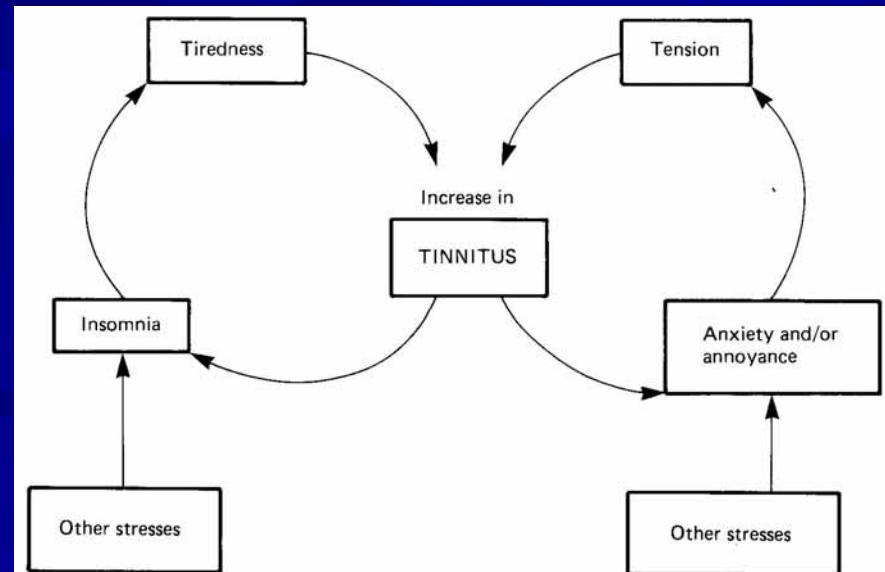 Tiredness
Tension
Increase in
TINNITUS
Insomnia
Anxiety and/or
annoyance
Other stresses
Other stresses